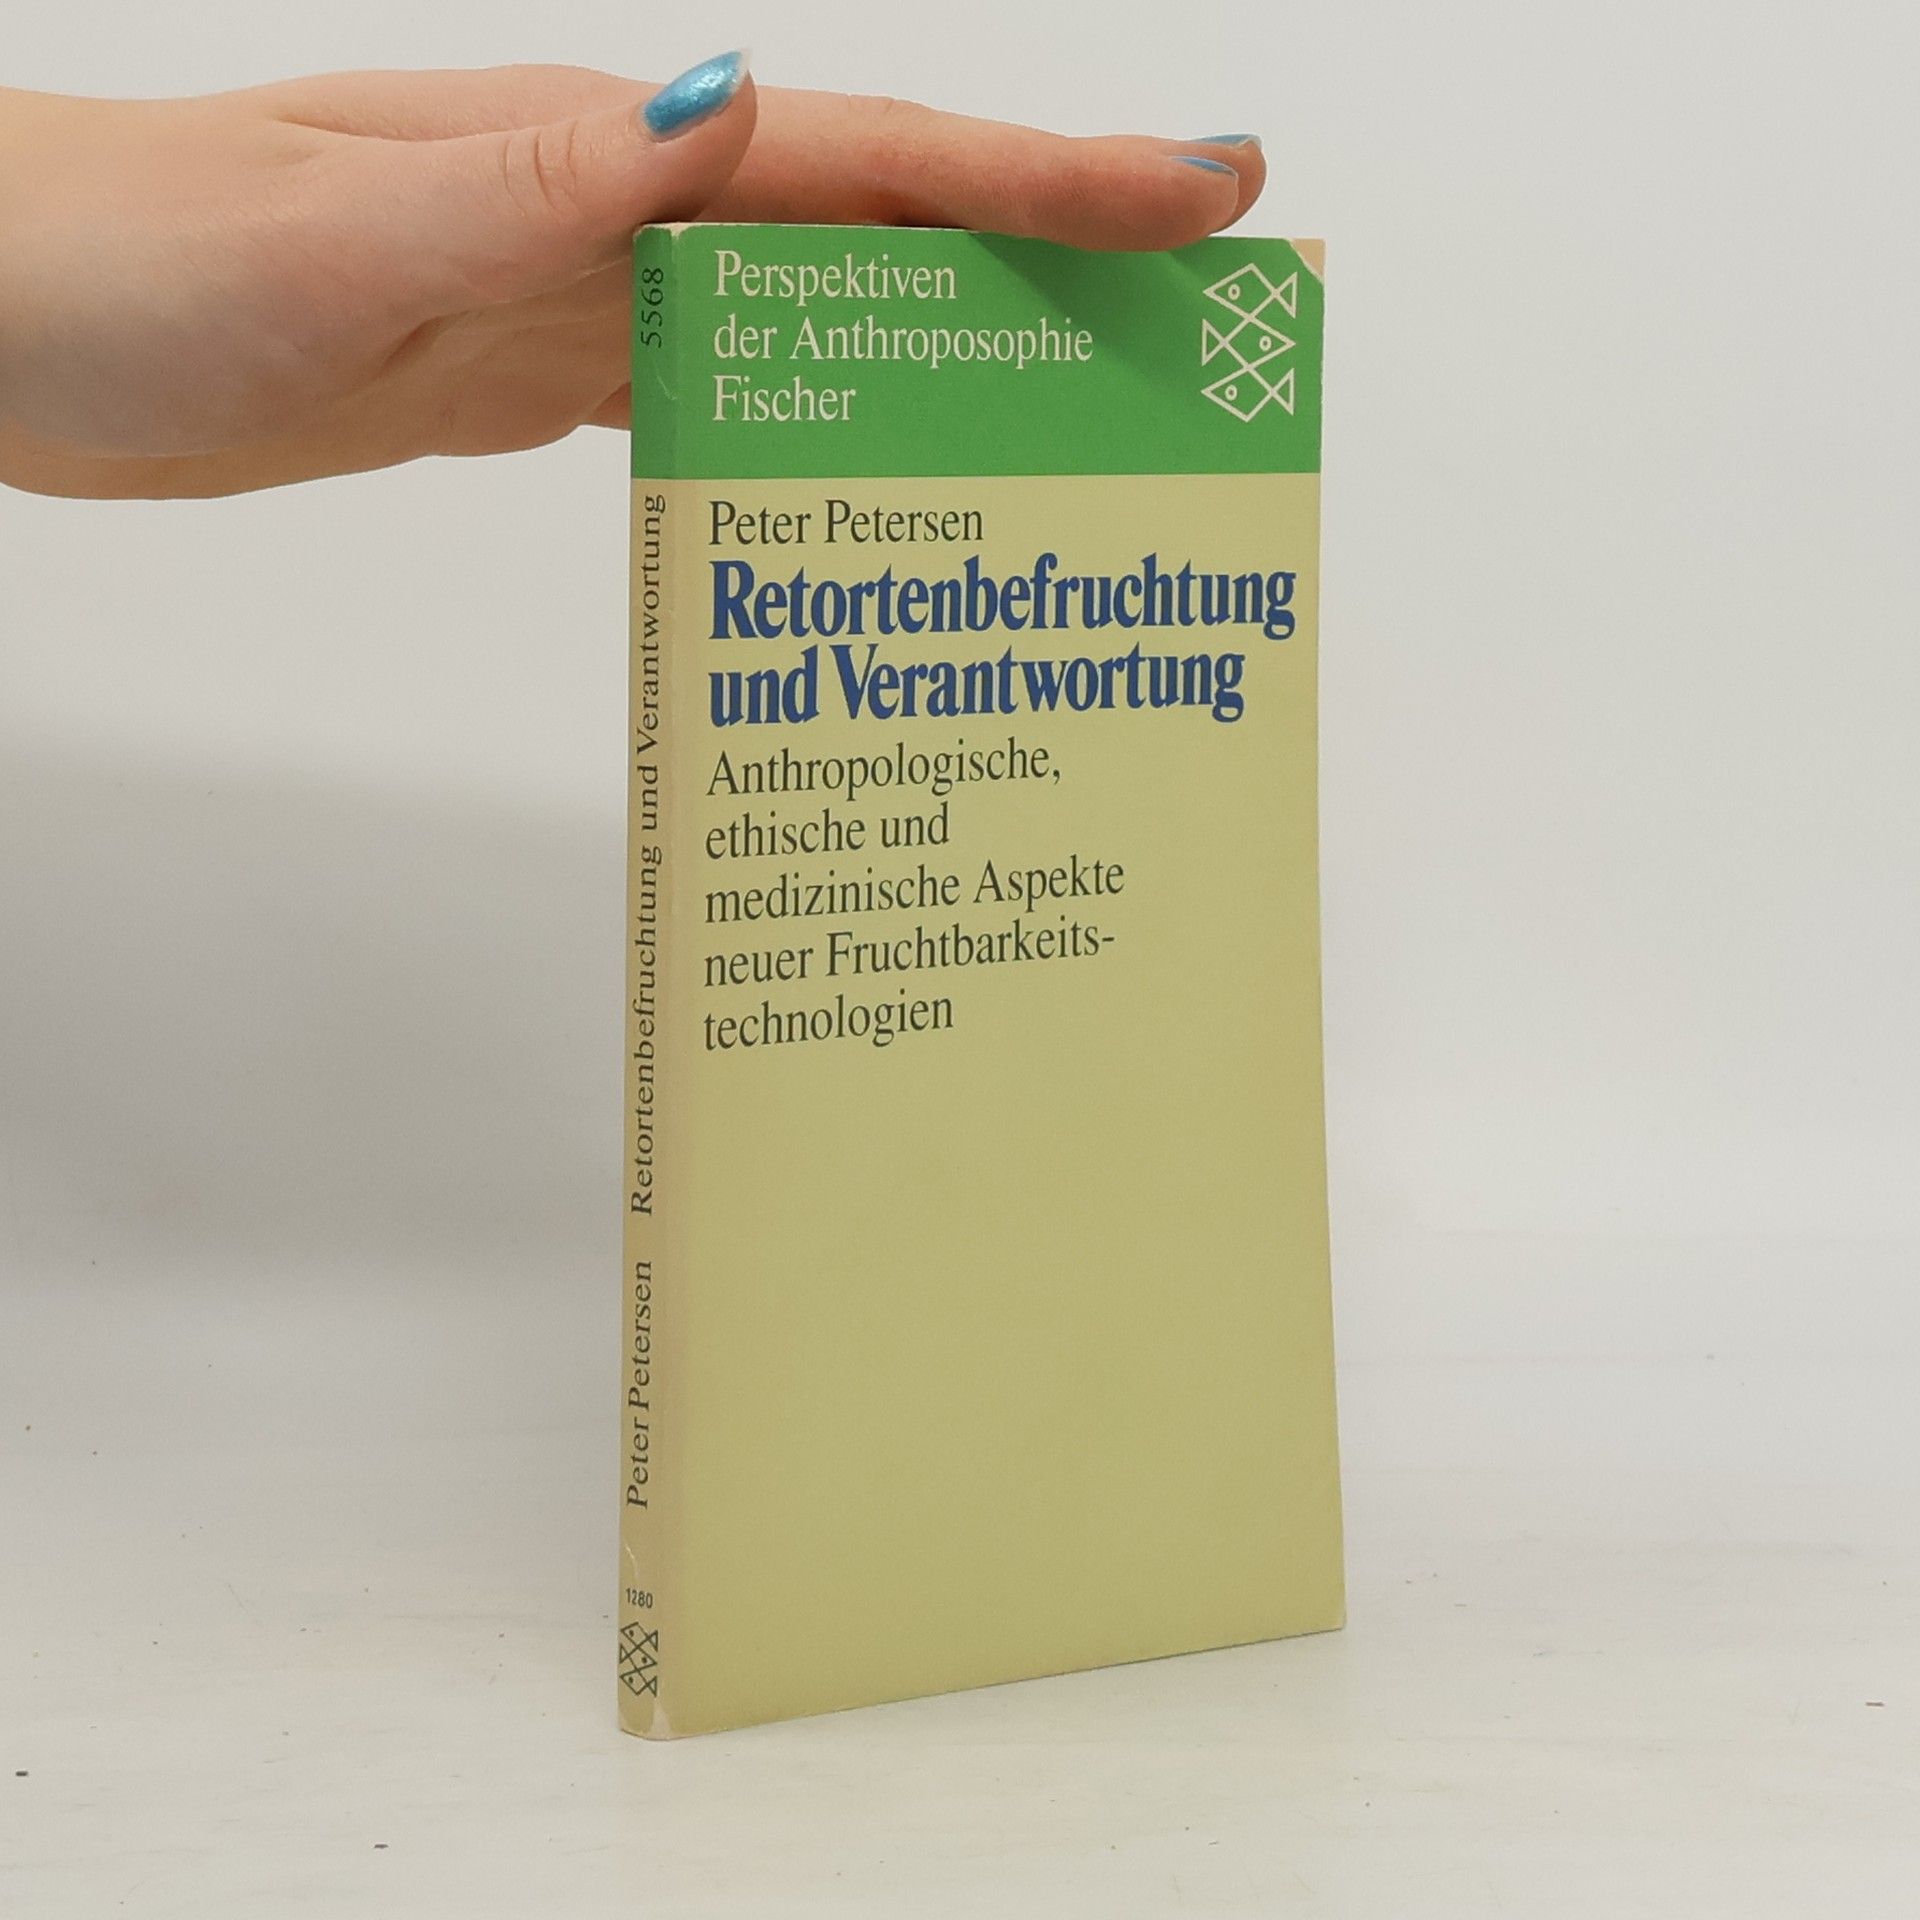 Perspektiven
der Anthroposophie
Fischer
Peter Petersen
Retortenbefruchtung
und Verantwortung
Anthropologische,
ethische und
medizinische Aspekte
neuer Fruchtbarkeits-
technologien
5568
Peter Petersen Retortenbefruchtung und Verantwortung
1280